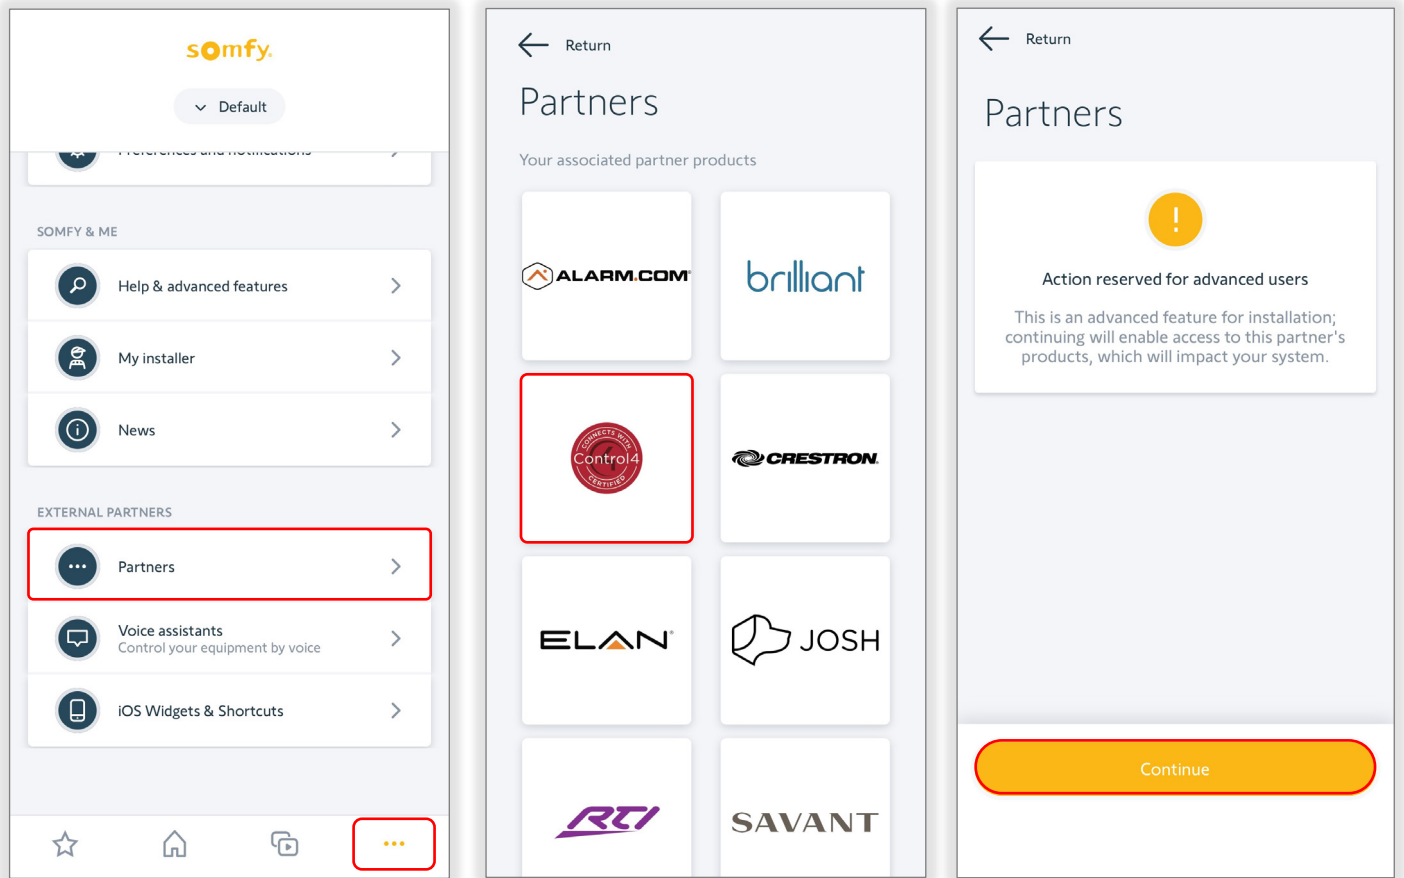 somfy.
Default
Preferences and notifications
SOMFY & ME
Help & advanced features
My installer
News
EXTERNAL PARTNERS
Partners
Voice assistants
Control your equipment by voice
iOS Widgets & Shortcuts
Return
Partners
Your associated partner products
ALARM.COM®
brilliant
CONNECTS WITH
Control4
CERTIFIED
CRESTRON.
ELAN®
JOSH
RTI
SAVANT
Return
Partners
!
Action reserved for advanced users
This is an advanced feature for installation;
continuing will enable access to this partner's
products, which will impact your system.
Continue